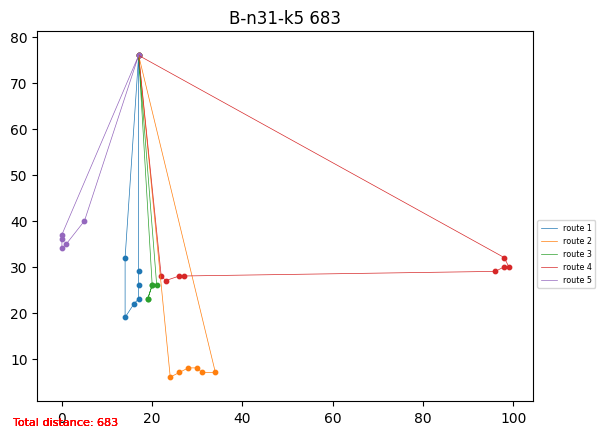 B-n31-k5 683
80
70
60
50
40
30
20
10
0 20 40 60 80 100
route 1
route 2
route 3
route 4
route 5
Total distance: 683